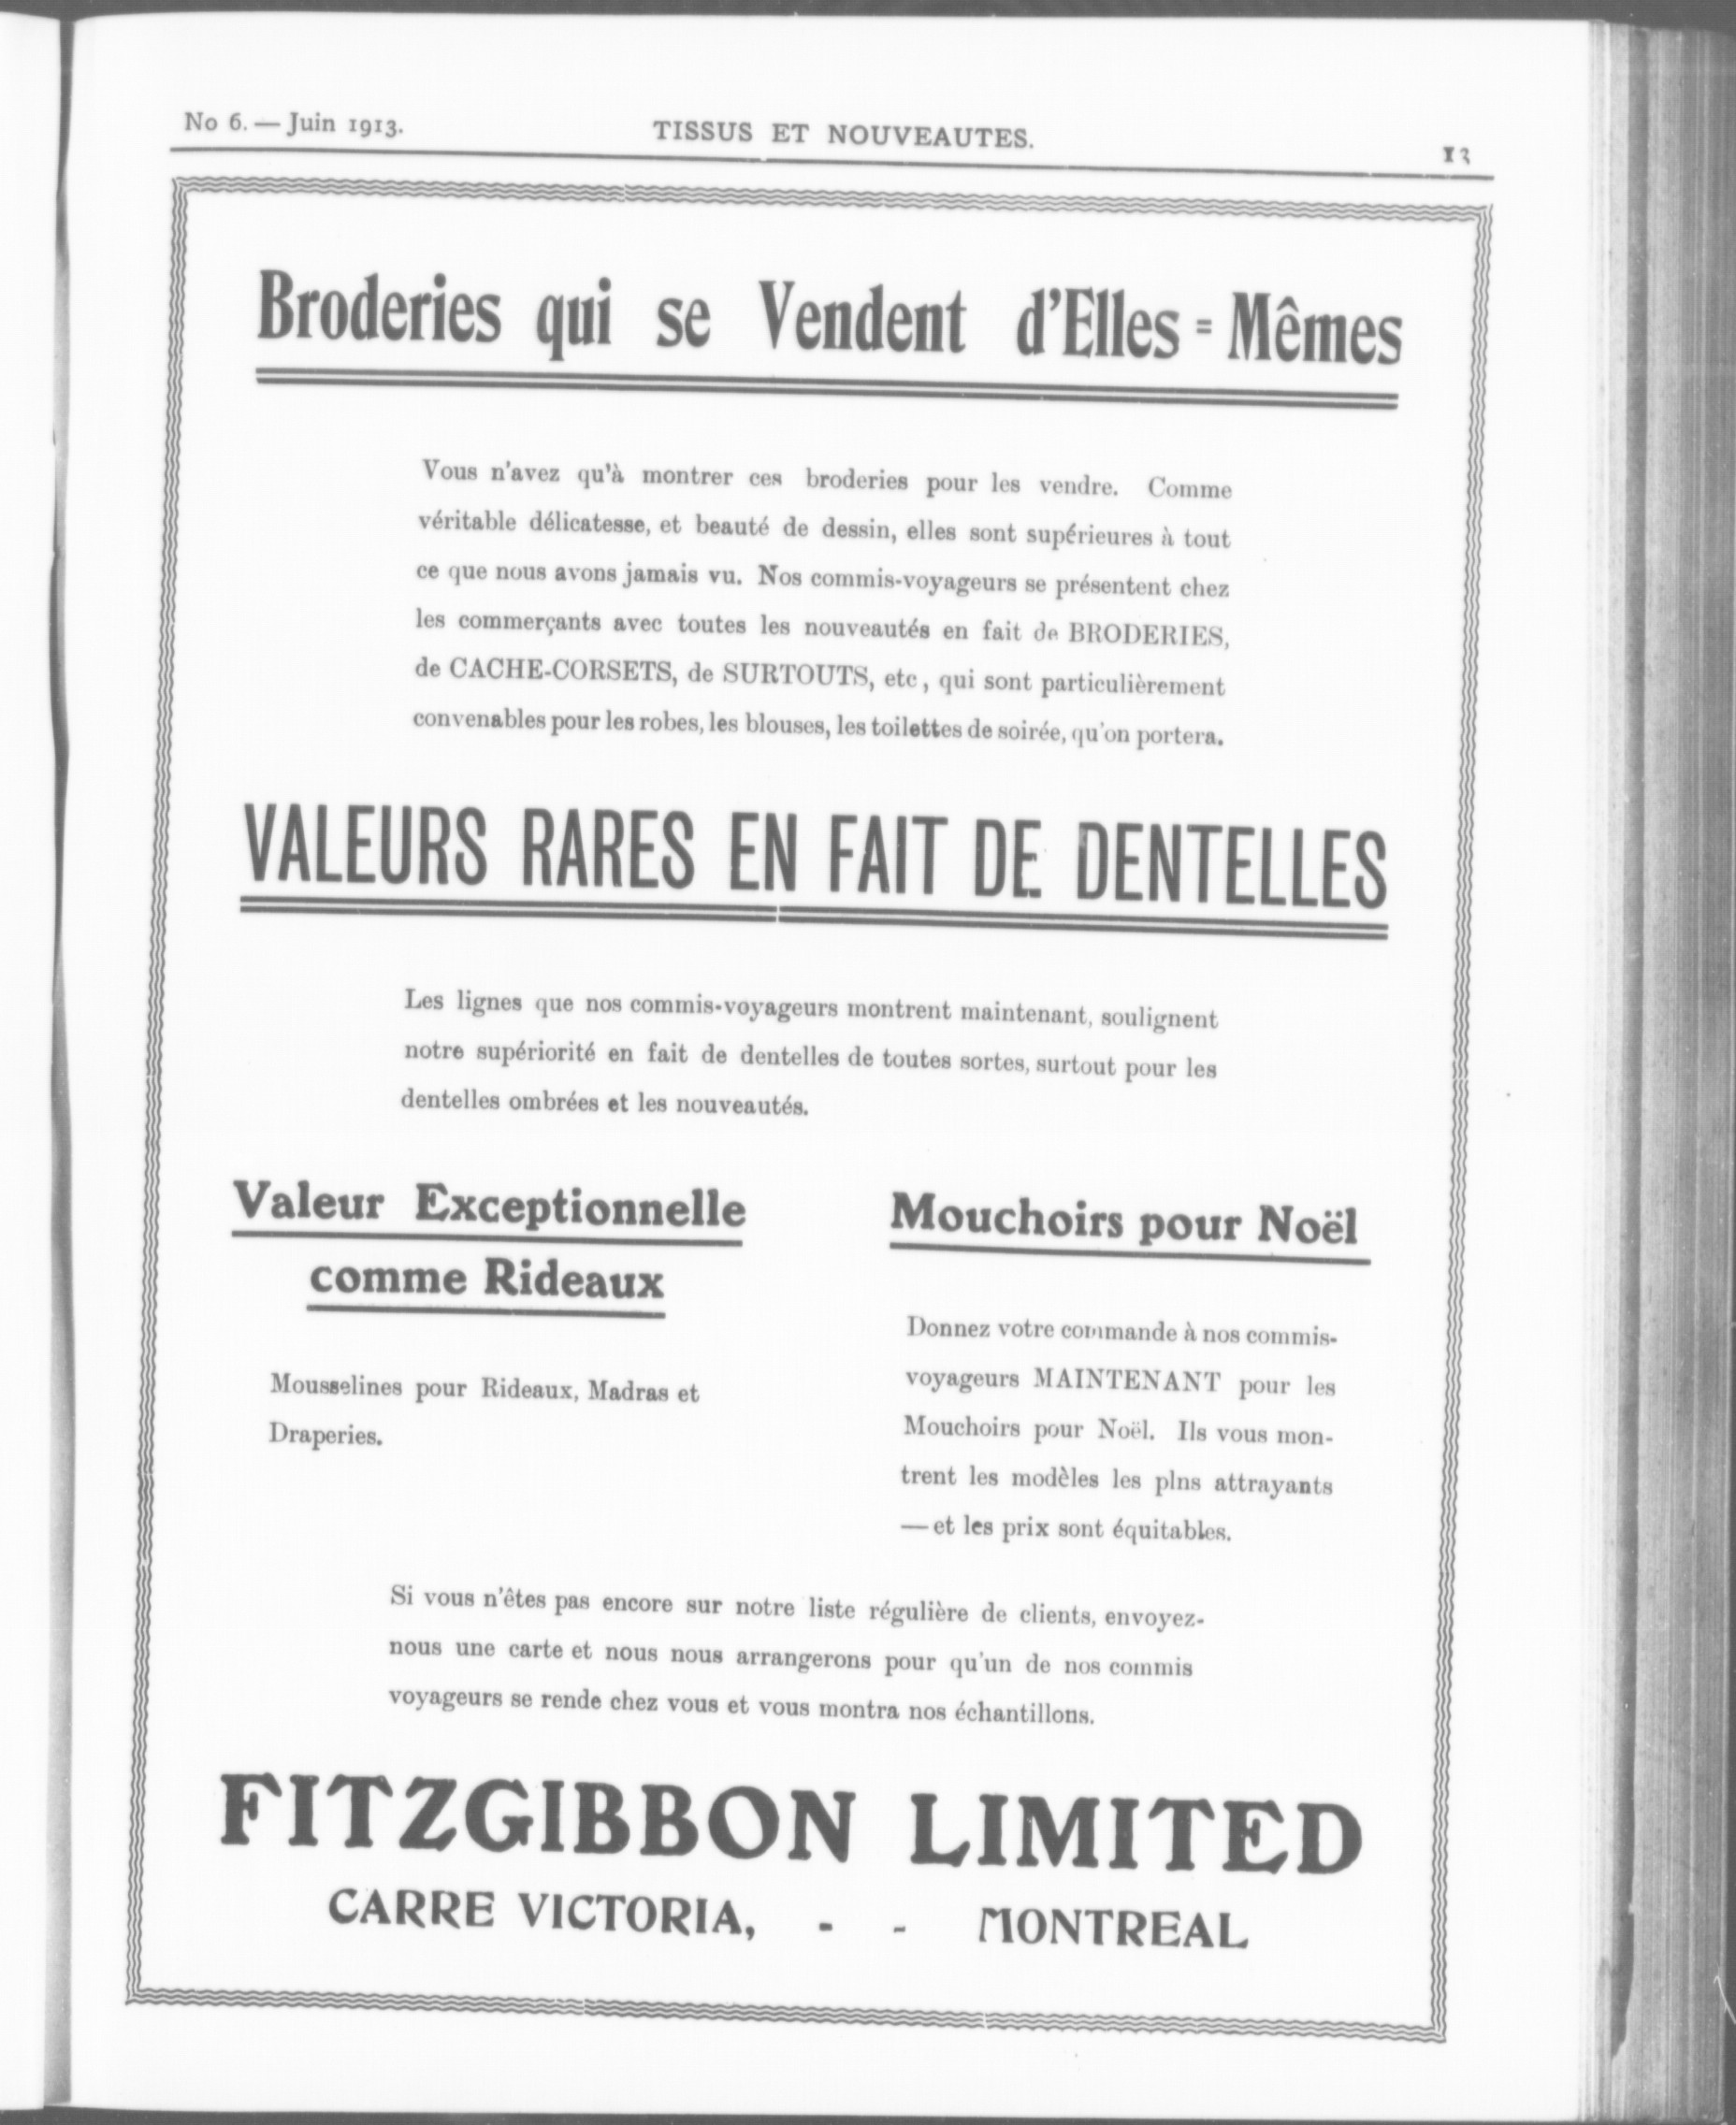 No 6. — Juin 1913.
TISSUS ET NOUVEAUTES.
13
Broderies qui se Vendent d'Elles = Mêmes
Vous n'avez qu'à montrer ces broderies pour les vendre. Comme
véritable délicatesse, et beauté de dessin, elles sont supérieures à tout
ce que nous avons jamais vu. Nos commis-voyageurs se présentent chez
les commerçants avec toutes les nouveautés en fait de BRODERIES,
de CACHE-CORSETS, de SURTOUTS, etc, qui sont particulièrement
convenables pour les robes, les blouses, les toilettes de soirée, qu'on portera.
VALEURS RARES EN FAIT DE DENTELLES
Les lignes que nos commis-voyageurs montrent maintenant, soulignent
notre supériorité en fait de dentelles de toutes sortes, surtout pour les
dentelles ombrées et les nouveautés.
Valeur Exceptionnelle
comme Rideaux
Mousselines pour Rideaux, Madras et
Draperies.
Mouchoirs pour Noël
Donnez votre commande à nos commis-
voyageurs MAINTENANT pour les
Mouchoirs pour Noël. Ils vous mon-
trent les modèles les plns attrayants
— et les prix sont équitables.
Si vous n'êtes pas encore sur notre liste régulière de clients, envoyez-
nous une carte et nous nous arrangerons pour qu'un de nos commis
voyageurs se rende chez vous et vous montra nos échantillons.
FITZGIBBON LIMITED
CARRE VICTORIA, - - MONTREAL